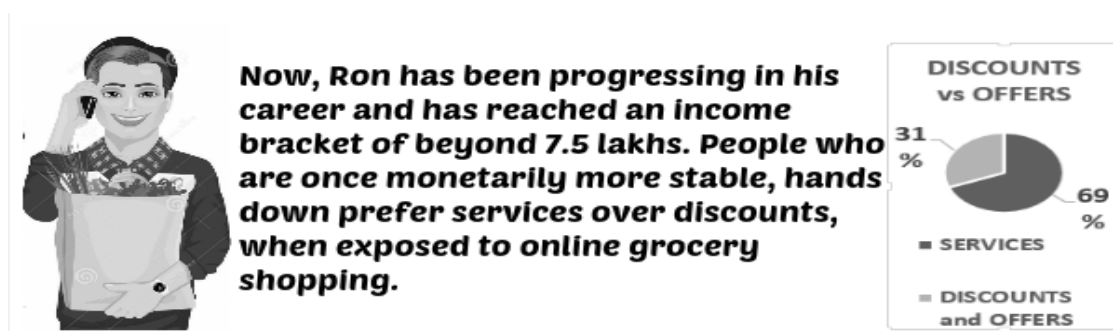 Now, Ron has been progressing in his
career and has reached an income
bracket of beyond 7.5 lakhs. People who
are once monetarily more stable, hands
down prefer services over discounts,
when exposed to online grocery
shopping.
DISCOUNTS
vs OFFERS
31
%
69
%
SERVICES
DISCOUNTS
and OFFERS